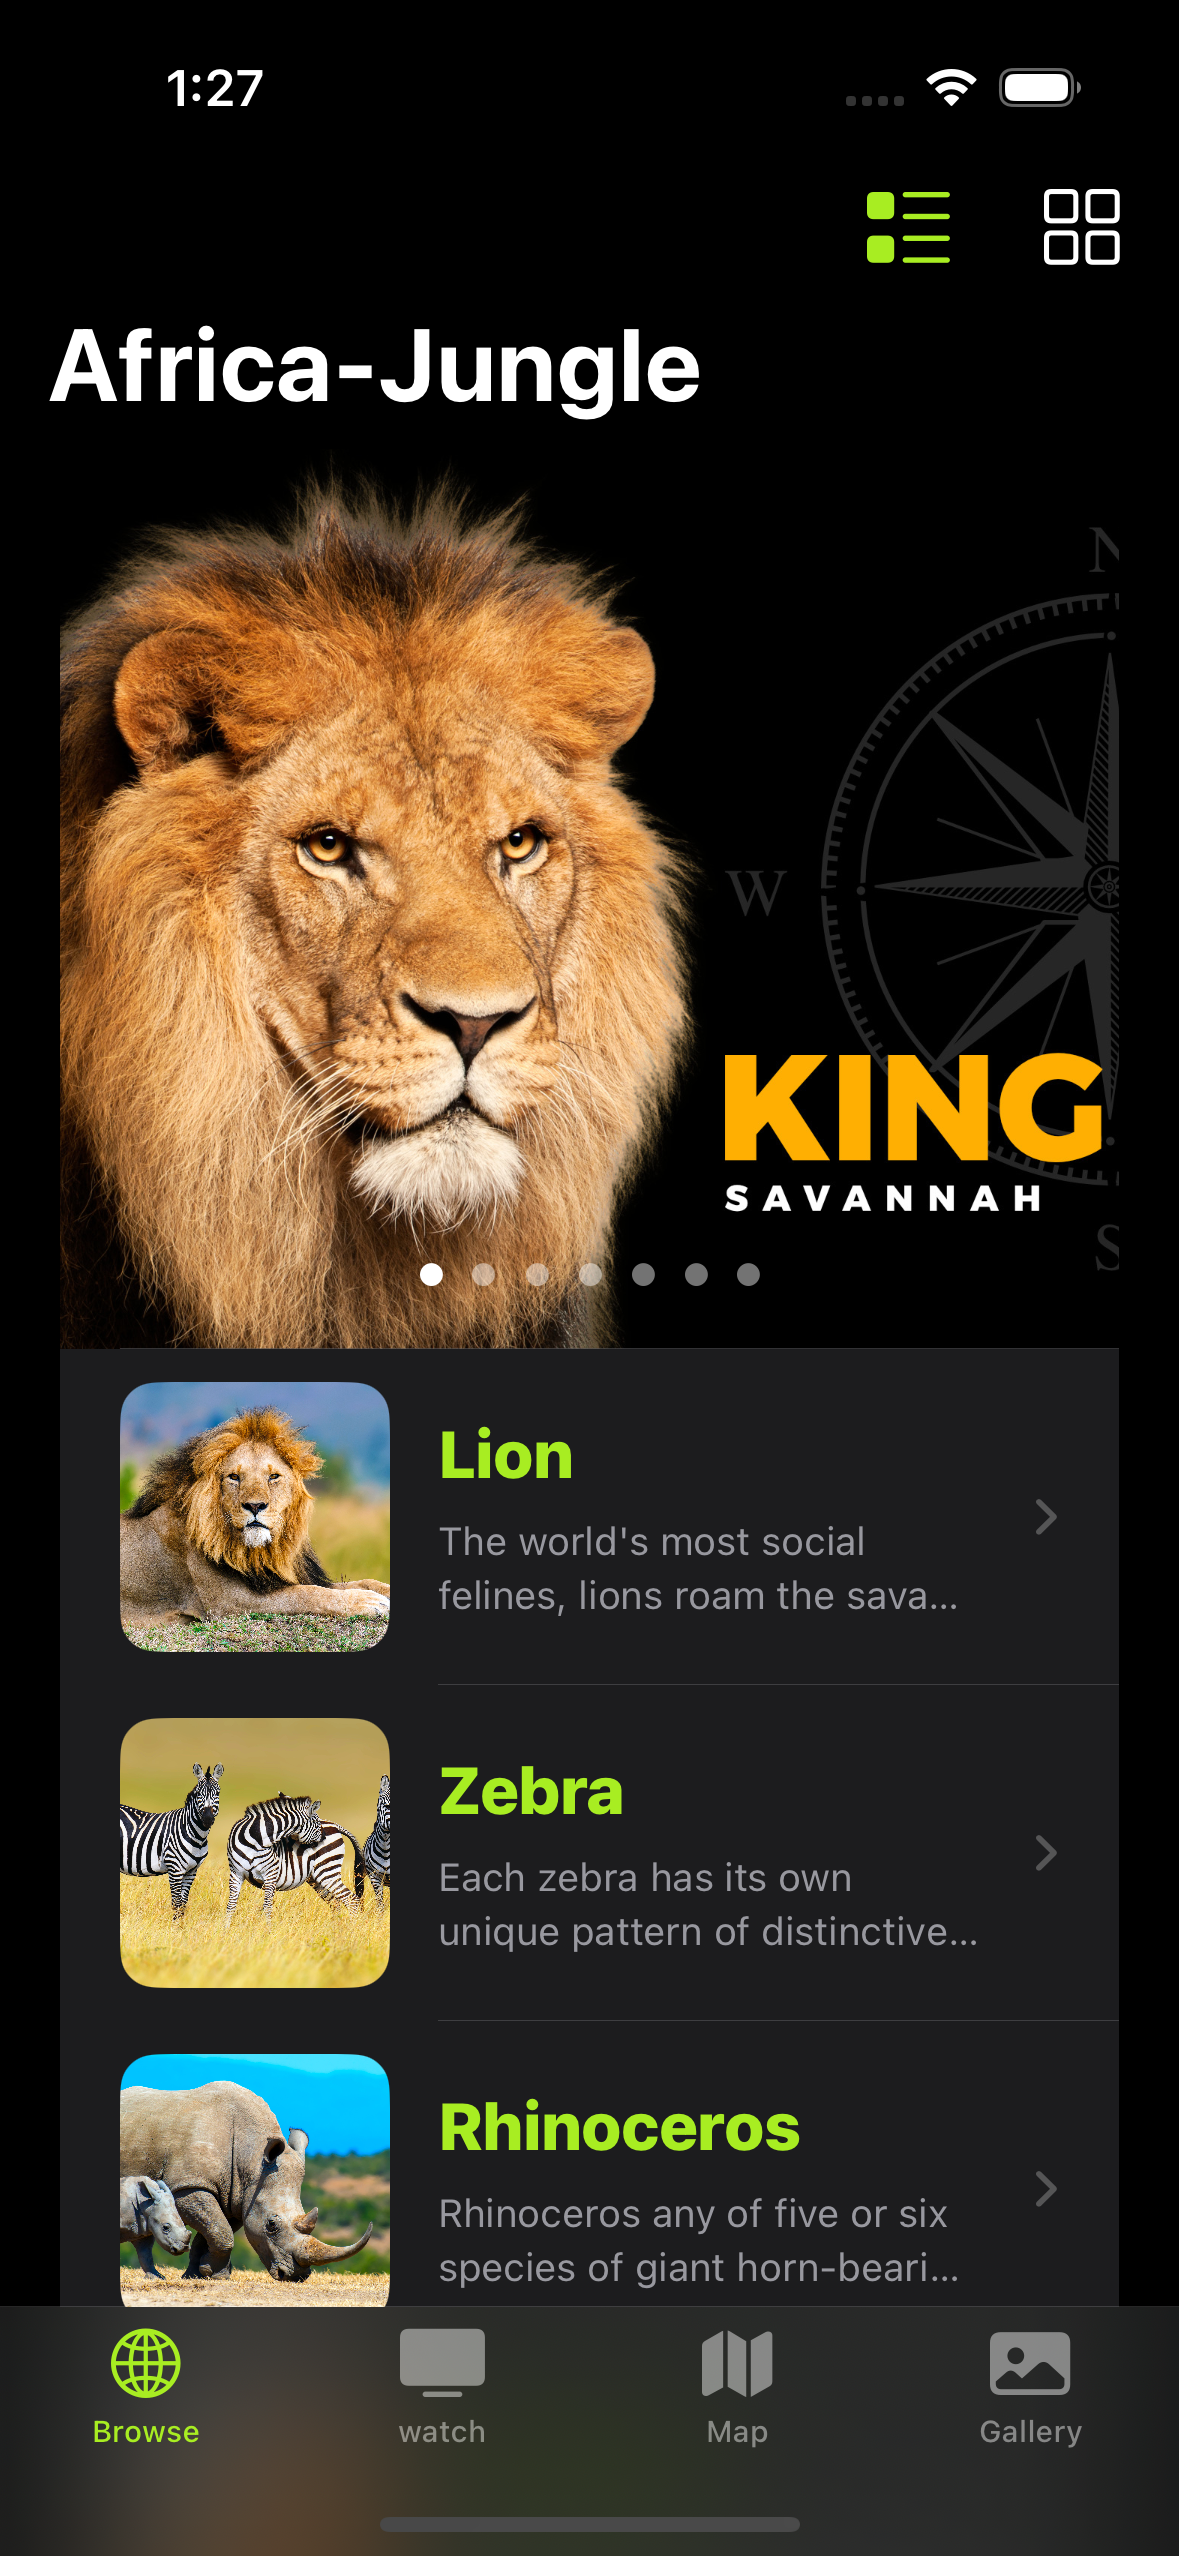 1:27
Africa-Jungle
N
W
KING
SAVANNAH
S
Lion
The world's most social
felines, lions roam the sava...
Zebra
Each zebra has its own
unique pattern of distinctive...
Rhinoceros
Rhinoceros any of five or six
species of giant horn-beari...
Browse
watch
Map
Gallery